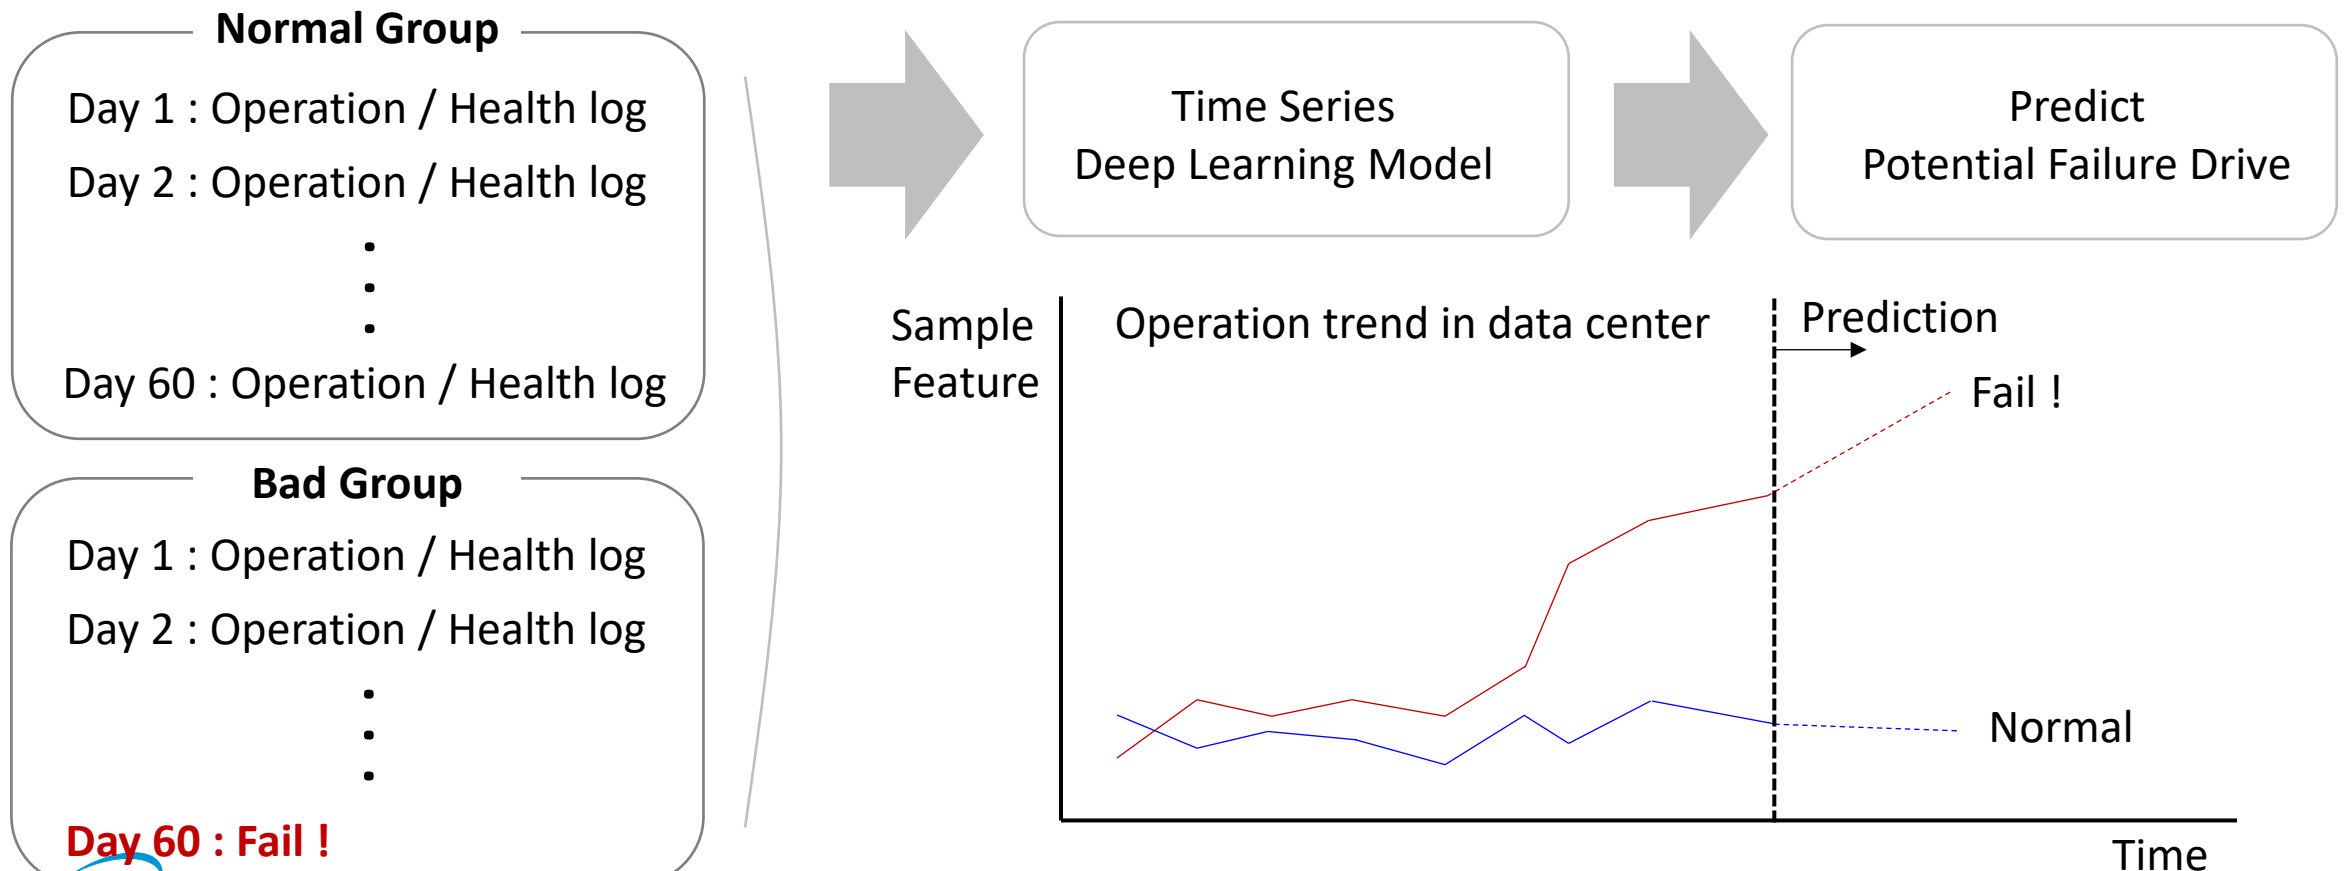 Normal Group
Day 1 : Operation / Health log
Day 2 : Operation / Health log
Day 60 : Operation / Health log
Bad Group
Day 1 : Operation / Health log
Day 2 : Operation / Health log
Day 60 : Fail !
Time Series
Deep Learning Model
Predict
Potential Failure Drive
Sample
Feature
Operation trend in data center
Prediction
Fail !
Normal
Time